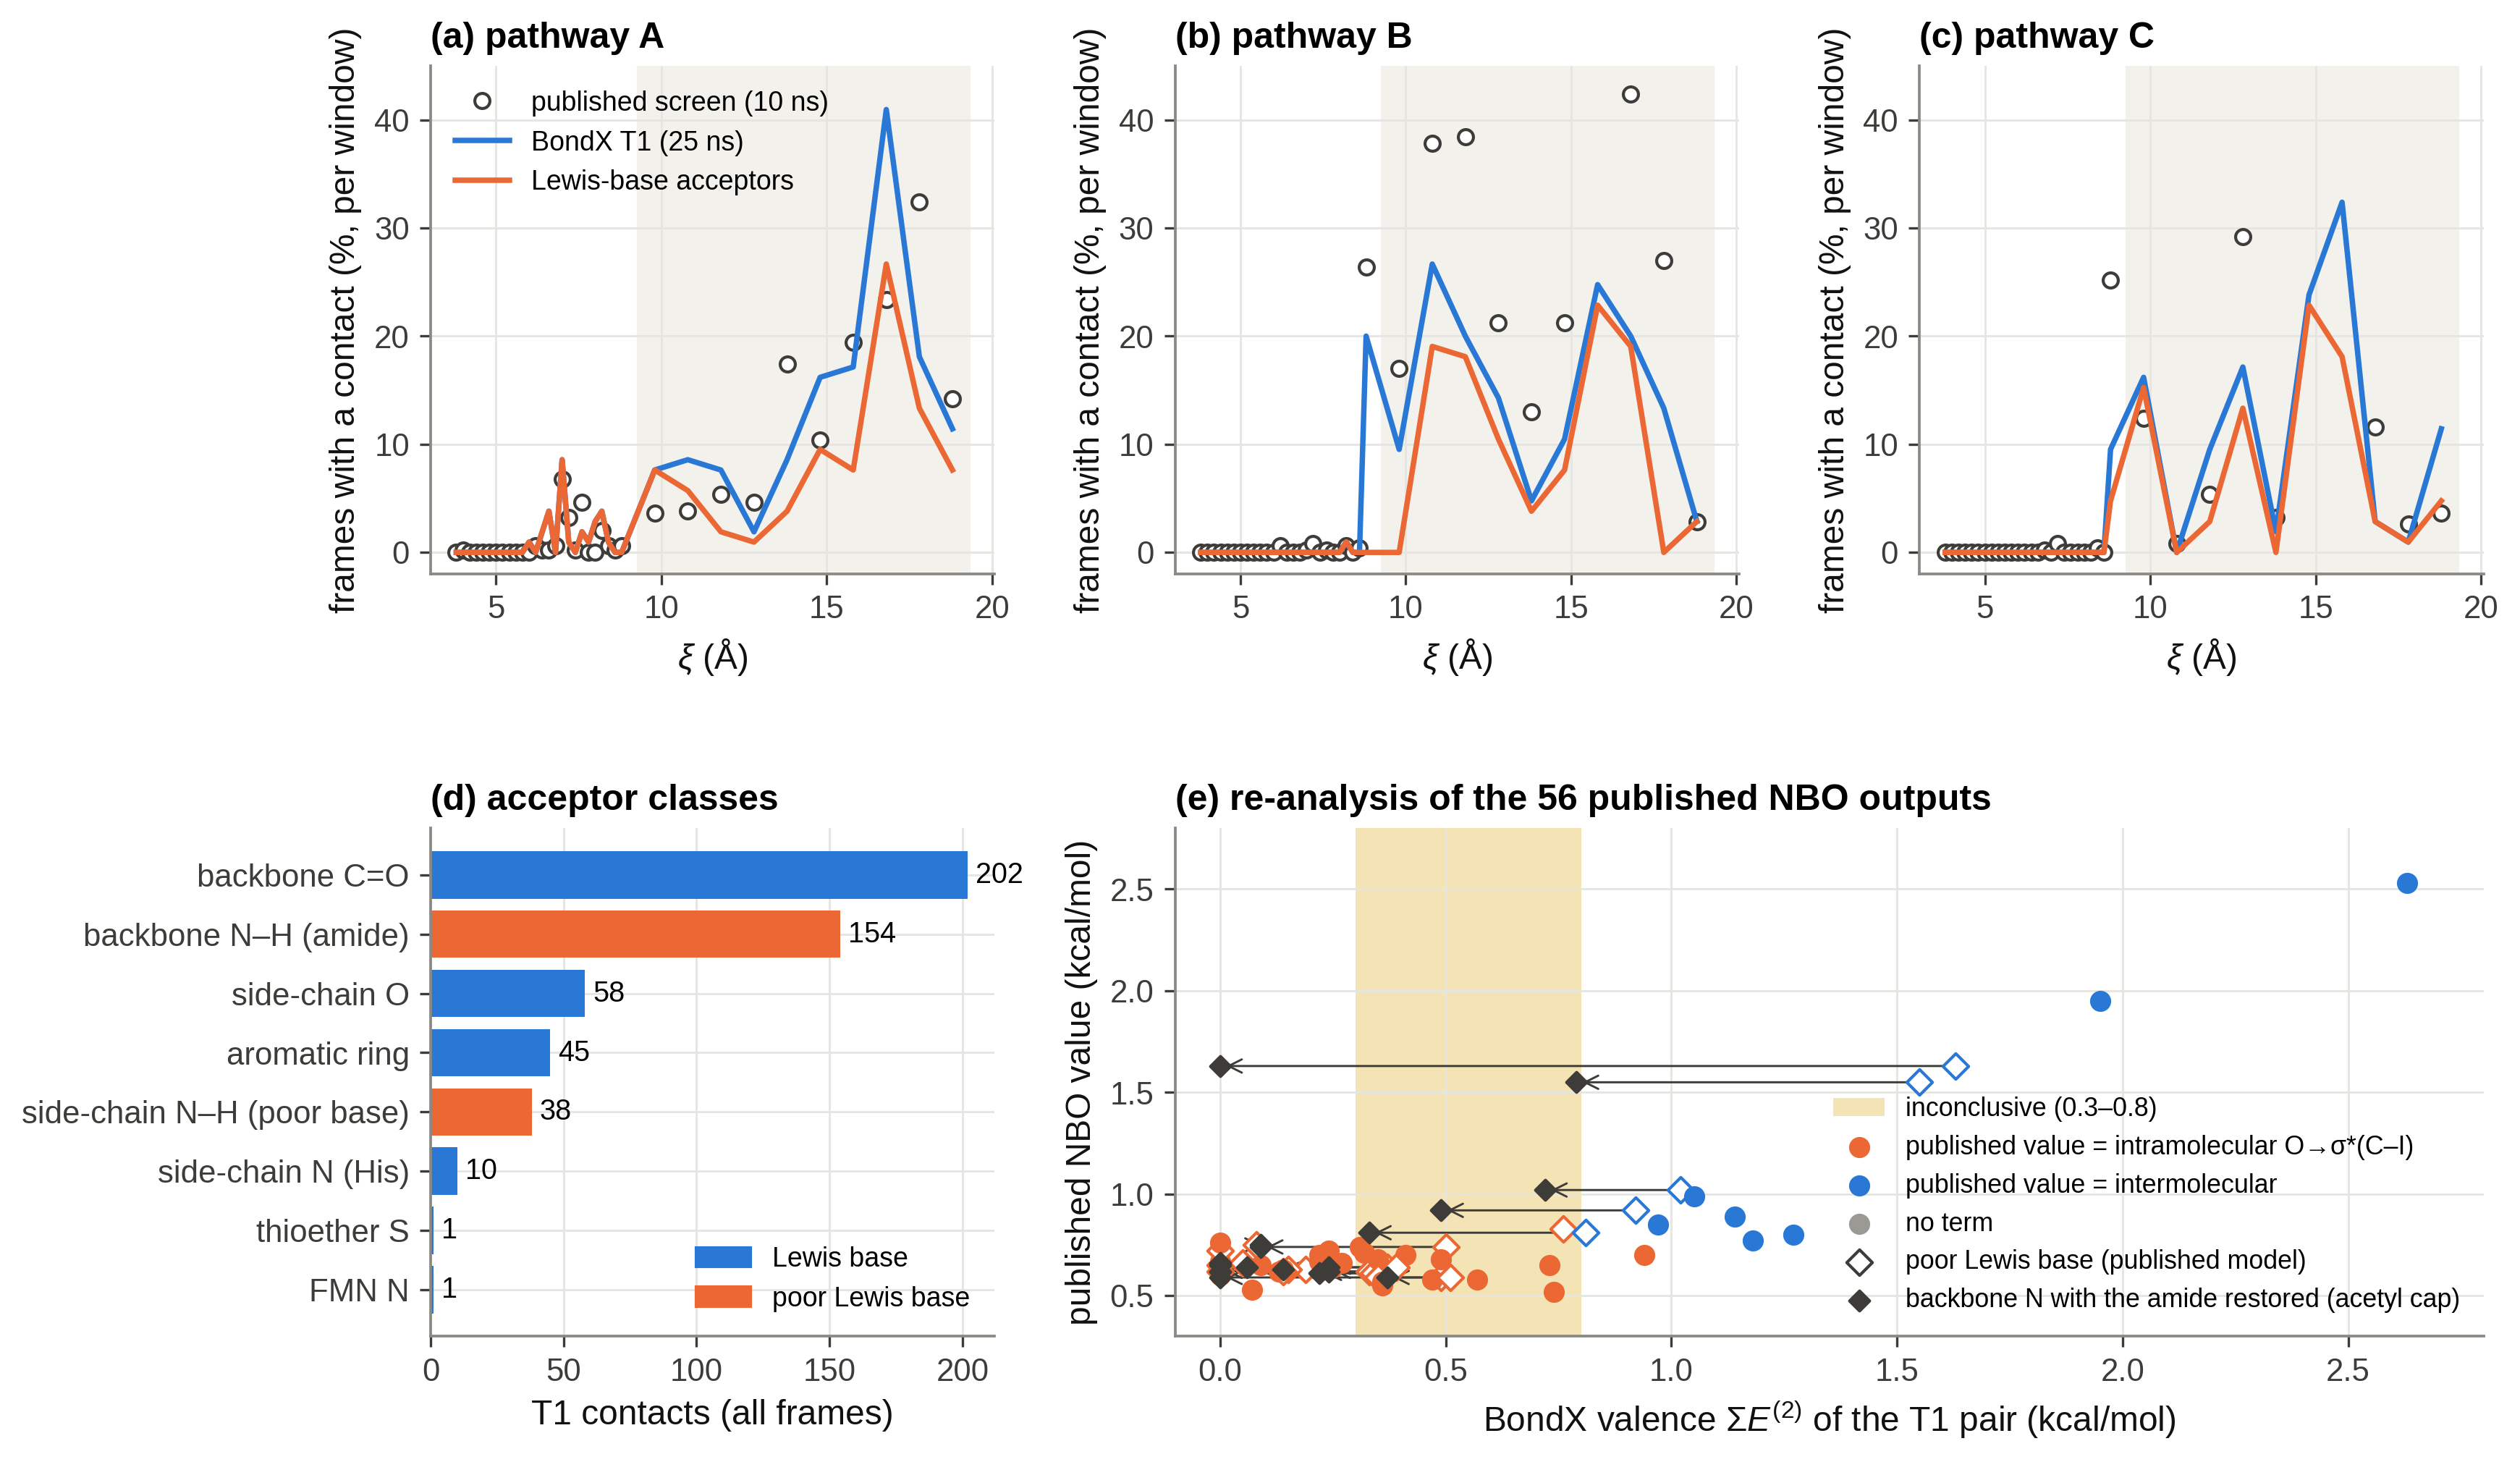 (a) pathway A
frames with a contact (%, per window)
40
30
20
10
0
published screen (10 ns)
BondX T1 (25 ns)
Lewis-base acceptors
5
10
15
20
ξ (Å)
(b) pathway B
frames with a contact (%, per window)
40
30
20
10
0
5
10
15
20
ξ (Å)
(c) pathway C
frames with a contact (%, per window)
40
30
20
10
0
5
10
15
20
ξ (Å)
(d) acceptor classes
backbone C=O
202
backbone N–H (amide)
154
side-chain O
58
aromatic ring
45
side-chain N–H (poor base)
38
side-chain N (His)
10
thioether S
1
FMN N
1
Lewis base
poor Lewis base
0
50
100
150
200
T1 contacts (all frames)
(e) re-analysis of the 56 published NBO outputs
published NBO value (kcal/mol)
2.5
2.0
1.5
1.0
0.5
inconclusive (0.3–0.8)
published value = intramolecular O→σ*(C–I)
published value = intermolecular
no term
poor Lewis base (published model)
backbone N with the amide restored (acetyl cap)
0.0
0.5
1.0
1.5
2.0
2.5
BondX valence ΣE⁽²⁾ of the T1 pair (kcal/mol)